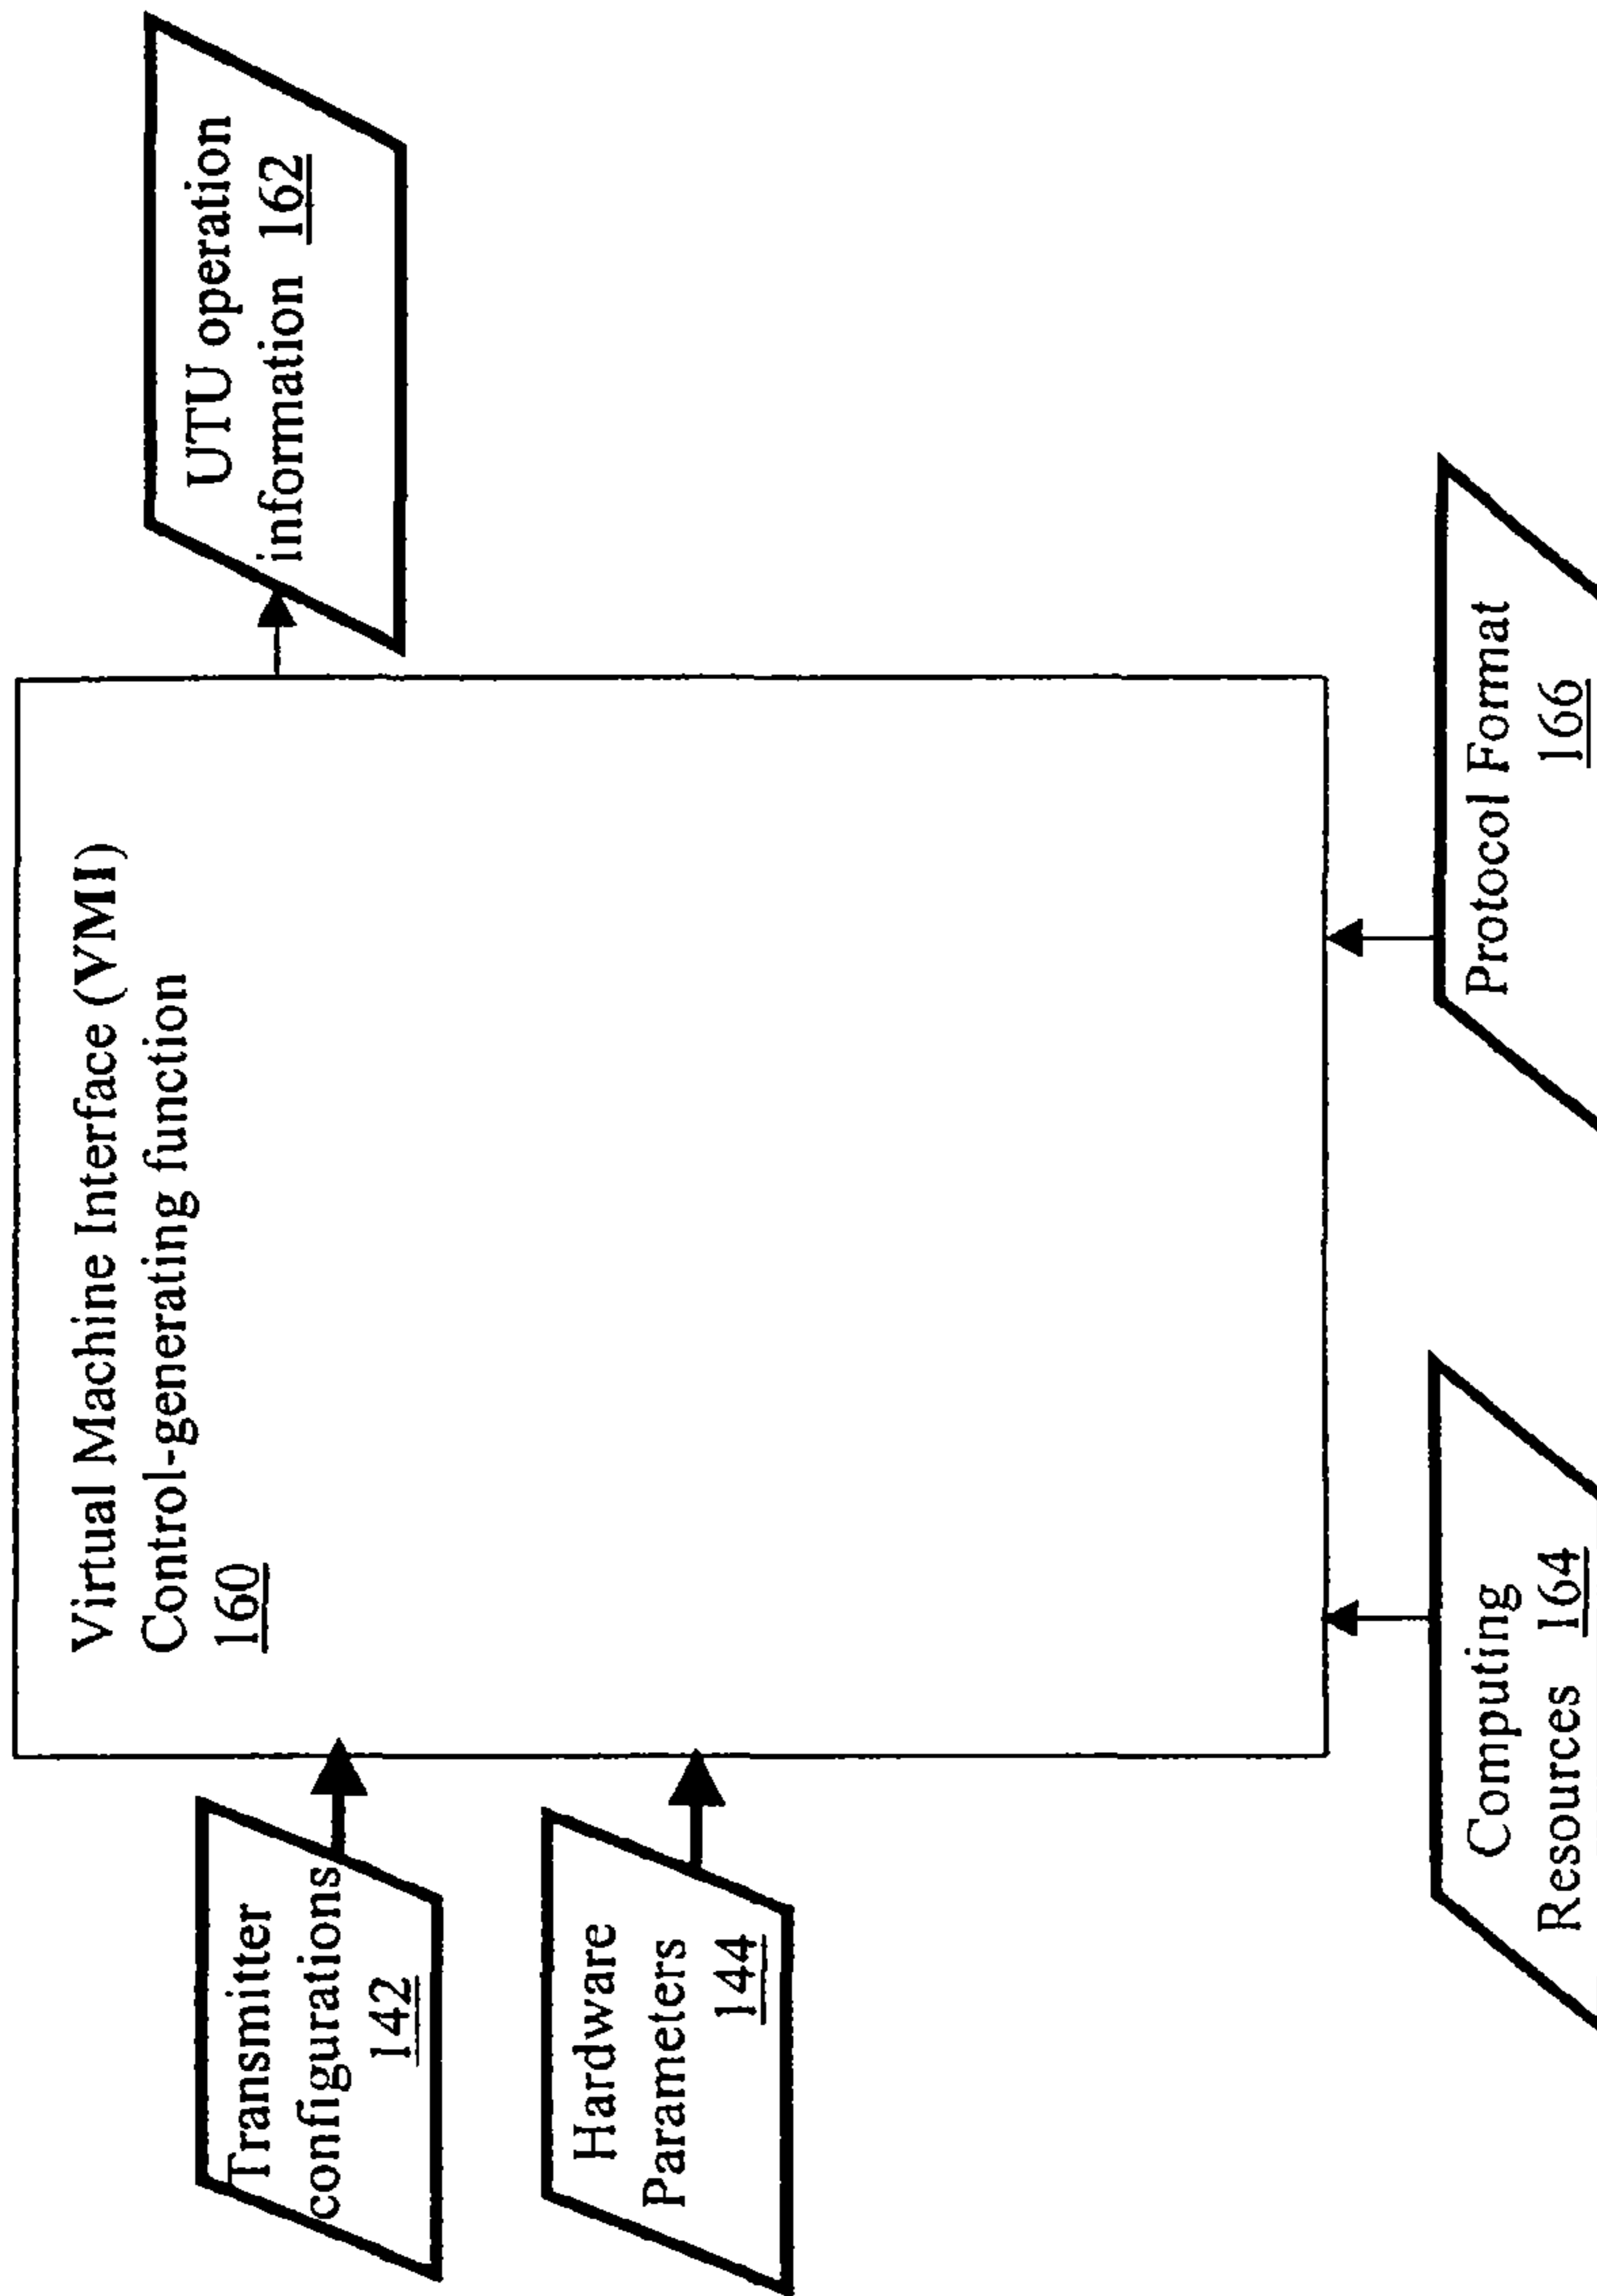 Virtual Machine Interface (VMI)
Control-generating function
160
Transmitter
configurations
142
Hardware
Parameters
144
UTU operation
information 162
Computing
Resources 164
Protocol Format
166